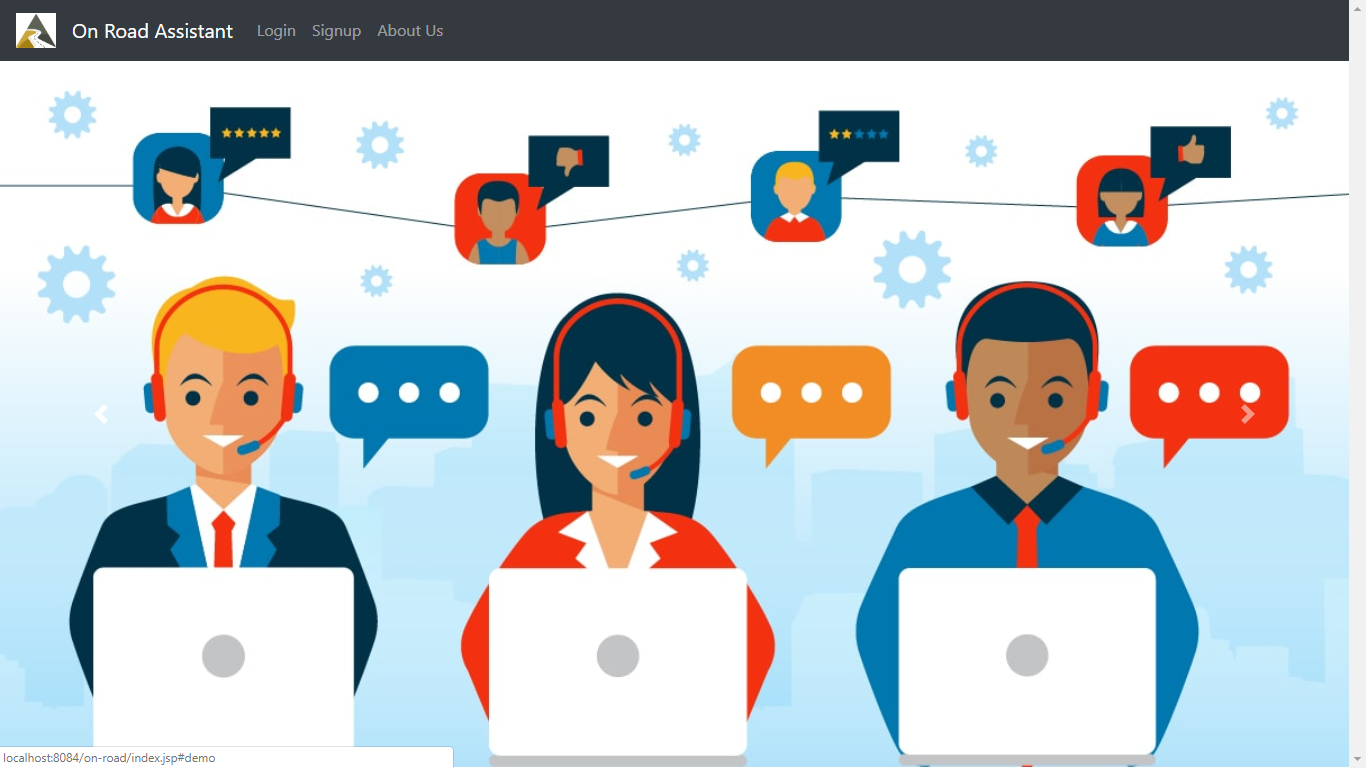 On Road Assistant Login Signup About Us
localhost:8084/on-road/index.jsp#demo